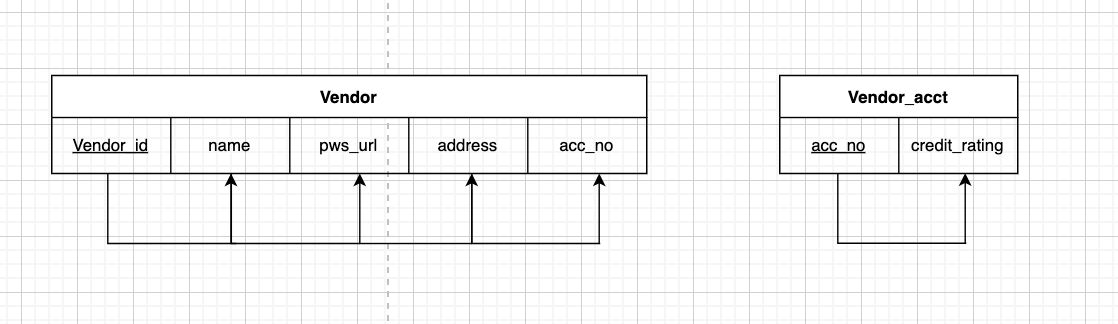 Vendor
Vendor_id name pws_url address acc_no
Vendor_acct
acc_no credit_rating